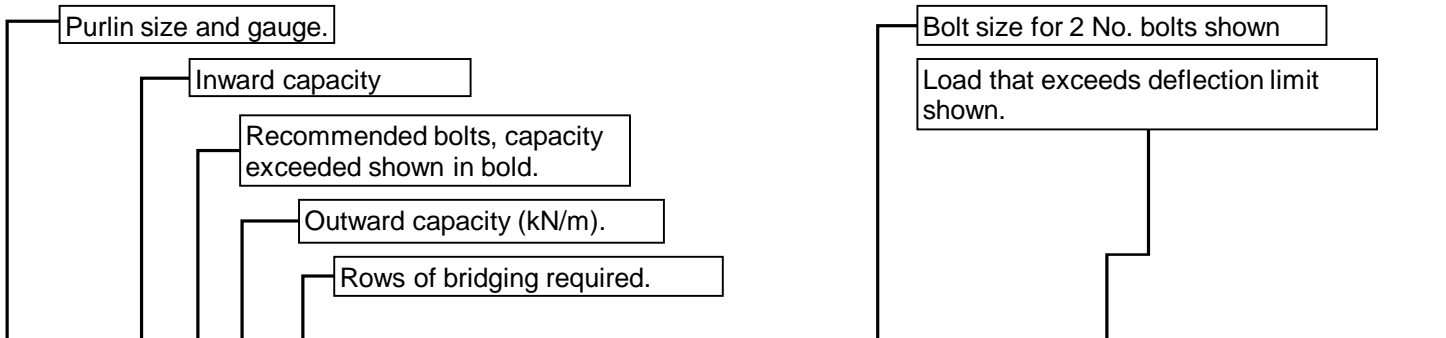 Purlin size and gauge.
Inward capacity
Recommended bolts, capacity
exceeded shown in bold.
Outward capacity (kN/m).
Rows of bridging required.
Bolt size for 2 No. bolts shown
Load that exceeds deflection limit
shown.